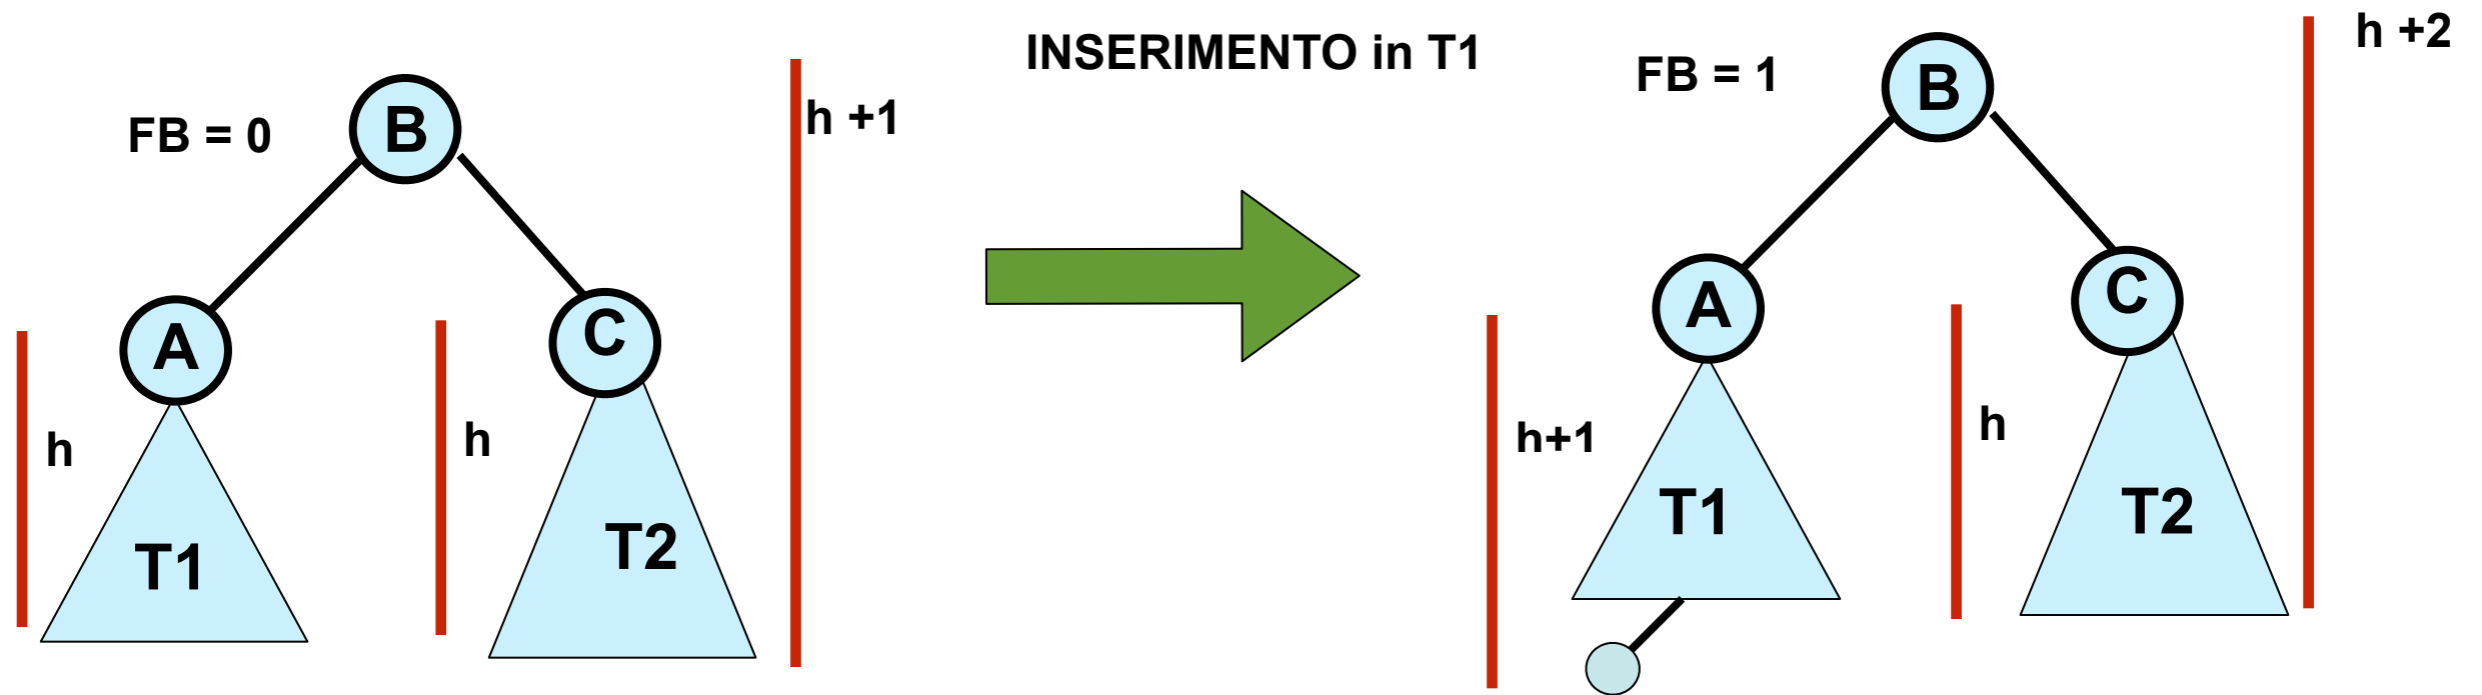 FB = 0
B
h +1
A
C
h
h
T1
T2
INSERIMENTO in T1
FB = 1
B
h +2
A
C
h+1
h
T1
T2